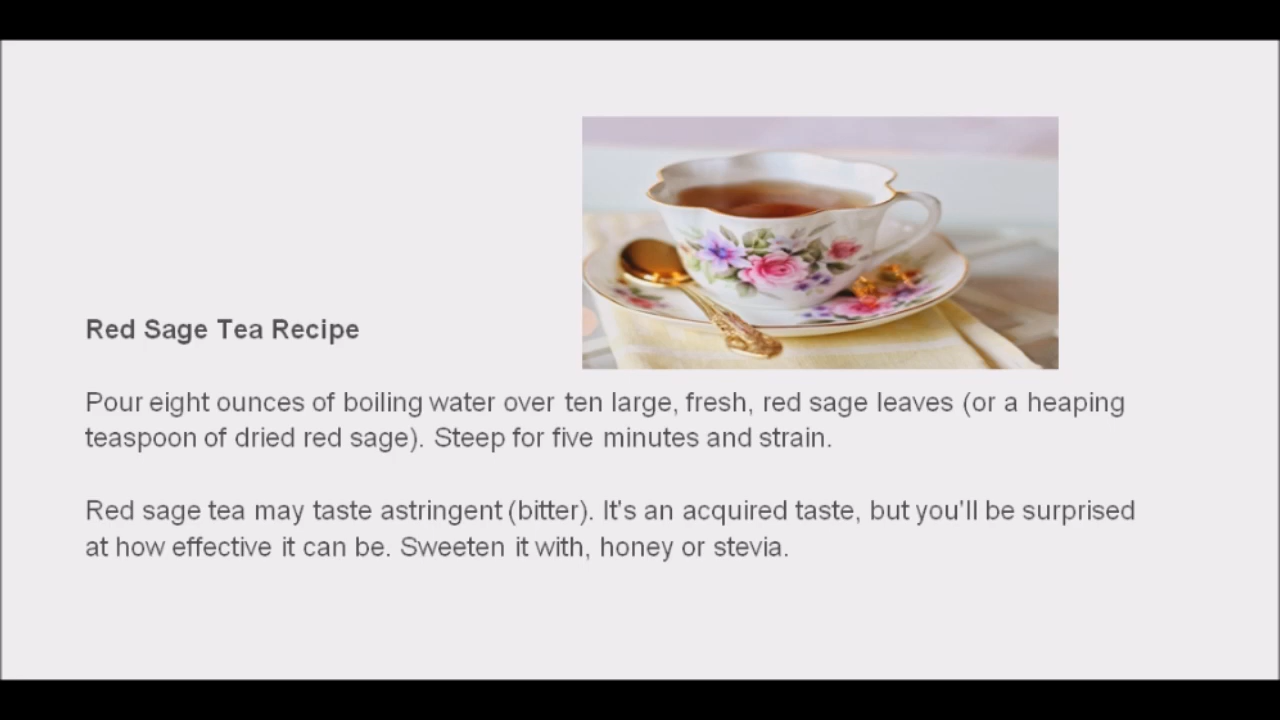 Red Sage Tea Recipe
Pour eight ounces of boiling water over ten large, fresh, red sage leaves (or a heaping
teaspoon of dried red sage). Steep for five minutes and strain.
Red sage tea may taste astringent (bitter). It's an acquired taste, but you'll be surprised
at how effective it can be. Sweeten it with, honey or stevia.